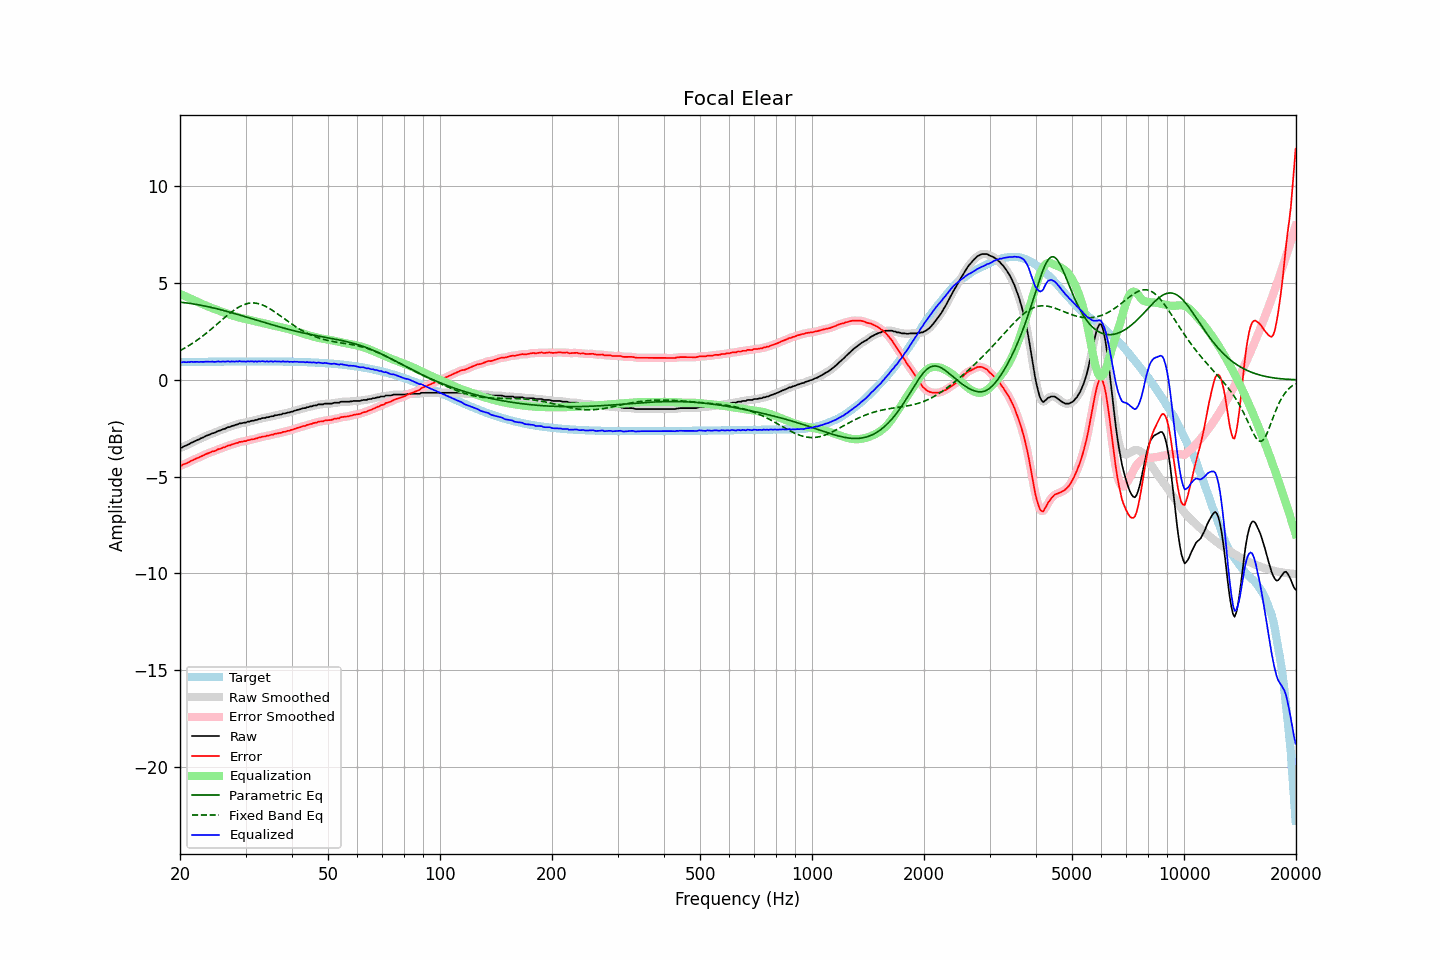 Focal Elear
Amplitude (dBr)
10
5
0
−5
−10
−15
−20
Target
Raw Smoothed
Error Smoothed
Raw
Error
Equalization
Parametric Eq
Fixed Band Eq
Equalized
20 50 100 200 500 1000 2000 5000 10000 20000
Frequency (Hz)